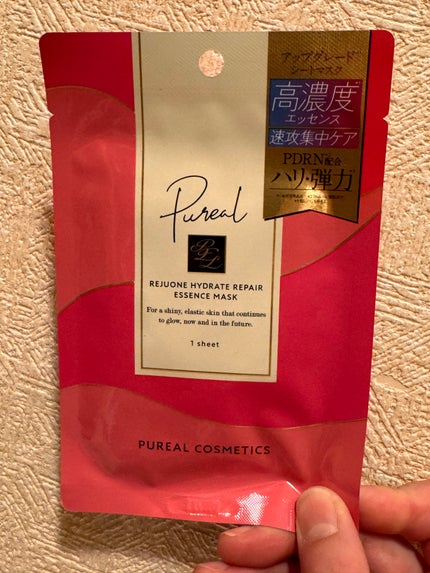 アップグレード
高濃度
エッセンス
速攻集中ケア
PDRN配合
ハリ・弾力
Pureal
REJUONE HYDRATE REPAIR
ESSENCE MASK
For a shiny, elastic skin that continues
to glow, now and in the future.
1 sheet
PUREAL COSMETICS